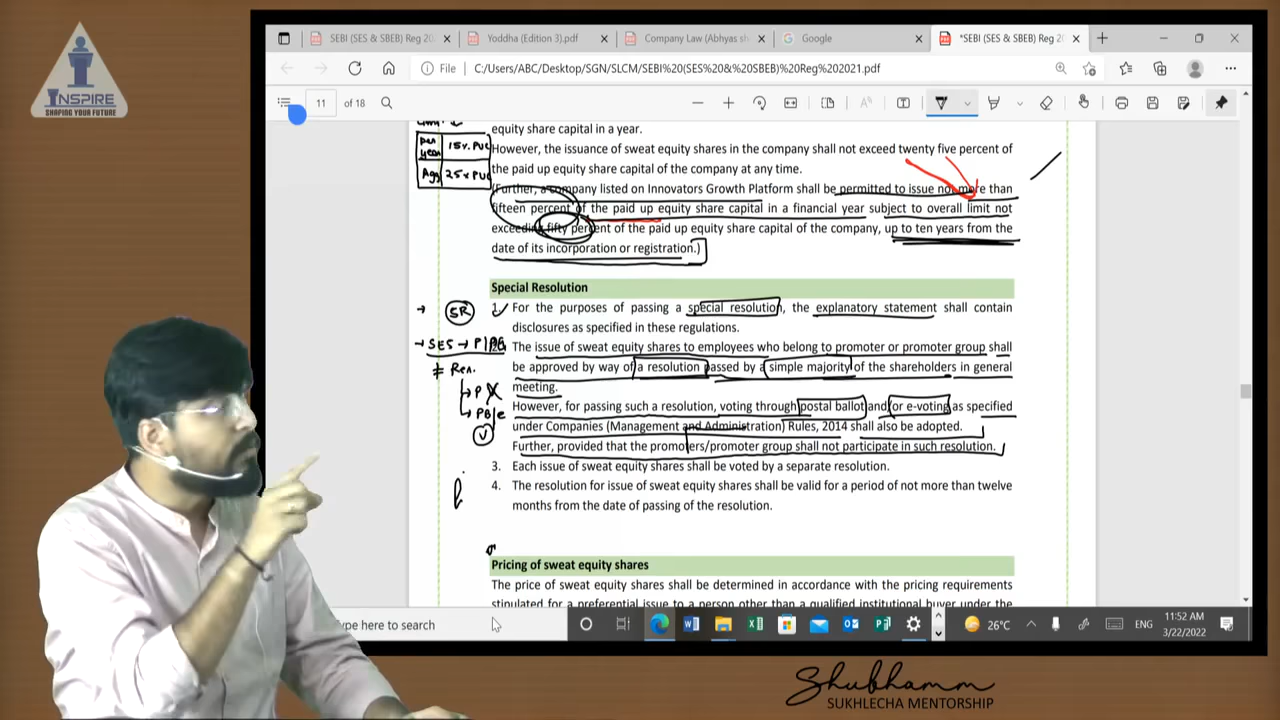 INSPIRE
SHAPING YOUR FUTURE
SEBI (SES & SBEB) Reg 20
Yoddha (Edition 3).pdf
Company Law (Abhyas sh
Google
*SEBI (SES & SBEB) Reg 2
File
C:/Users/ABC/Desktop/SGN/SLCM/SEBI%20(SES%20&%20SBEB)%20Reg%202021.pdf
11 of 18
equity share capital in a year.
However, the issuance of sweat equity shares in the company shall not exceed twenty five percent of
the paid up equity share capital of the company at any time.
Per year 15%. PUC
Agg 25% PUC
(Further, a company listed on Innovators Growth Platform shall be permitted to issue not more than
fifteen percent of the paid up equity share capital in a financial year subject to overall limit not
exceeding fifty percent of the paid up equity share capital of the company, up to ten years from the
date of its incorporation or registration.)
Special Resolution
SR
1. For the purposes of passing a special resolution, the explanatory statement shall contain
disclosures as specified in these regulations.
SES → P/PG
The issue of sweat equity shares to employees who belong to promoter or promoter group shall
be approved by way of a resolution passed by a simple majority of the shareholders in general
meeting.
However, for passing such a resolution, voting through postal ballot and/or e-voting as specified
under Companies (Management and Administration) Rules, 2014 shall also be adopted.
Further, provided that the promoters/promoter group shall not participate in such resolution.
3. Each issue of sweat equity shares shall be voted by a separate resolution.
4. The resolution for issue of sweat equity shares shall be valid for a period of not more than twelve
months from the date of passing of the resolution.
Pricing of sweat equity shares
The price of sweat equity shares shall be determined in accordance with the pricing requirements
stipulated for a preferential issue to a person other than a qualified institutional buyer under the
ype here to search
26°C
ENG
11:52 AM
3/22/2022
Shubhamm
SUKHLECHA MENTORSHIP